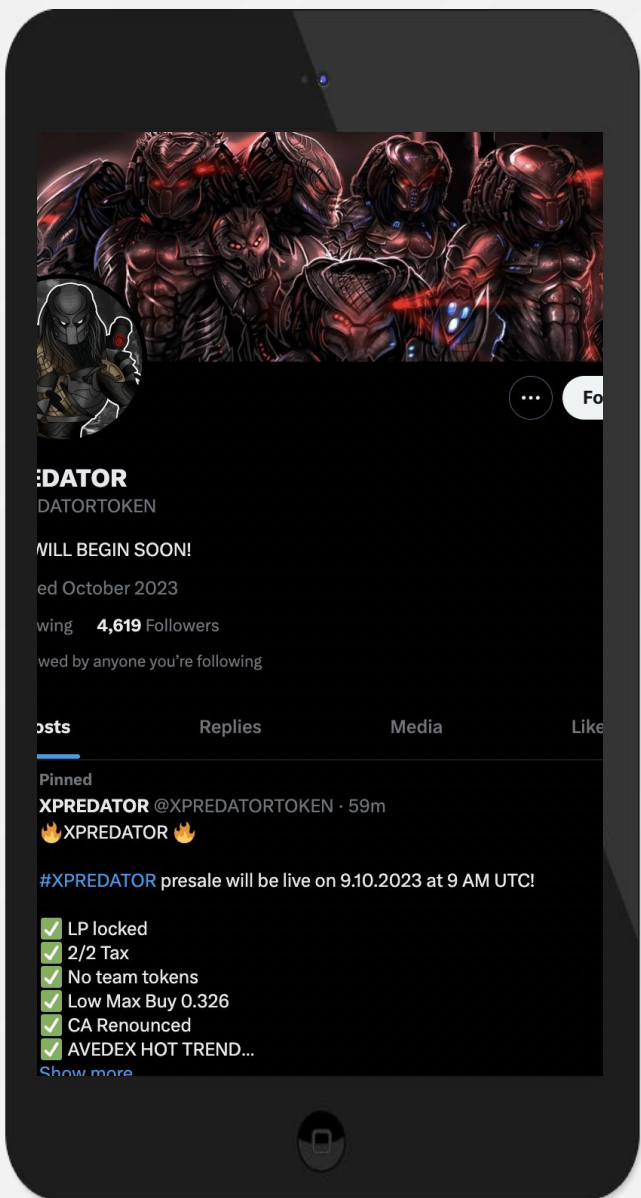 Fo
EDATOR
DATORTOKEN
WILL BEGIN SOON!
ed October 2023
wing 4,619 Followers
wed by anyone you're following
osts Replies Media Like
Pinned
XPREDATOR @XPREDATORTOKEN · 59m
🔥XPREDATOR 🔥
#XPREDATOR presale will be live on 9.10.2023 at 9 AM UTC!
✅ LP locked
✅ 2/2 Tax
✅ No team tokens
✅ Low Max Buy 0.326
✅ CA Renounced
✅ AVEDEX HOT TREND...
Show more